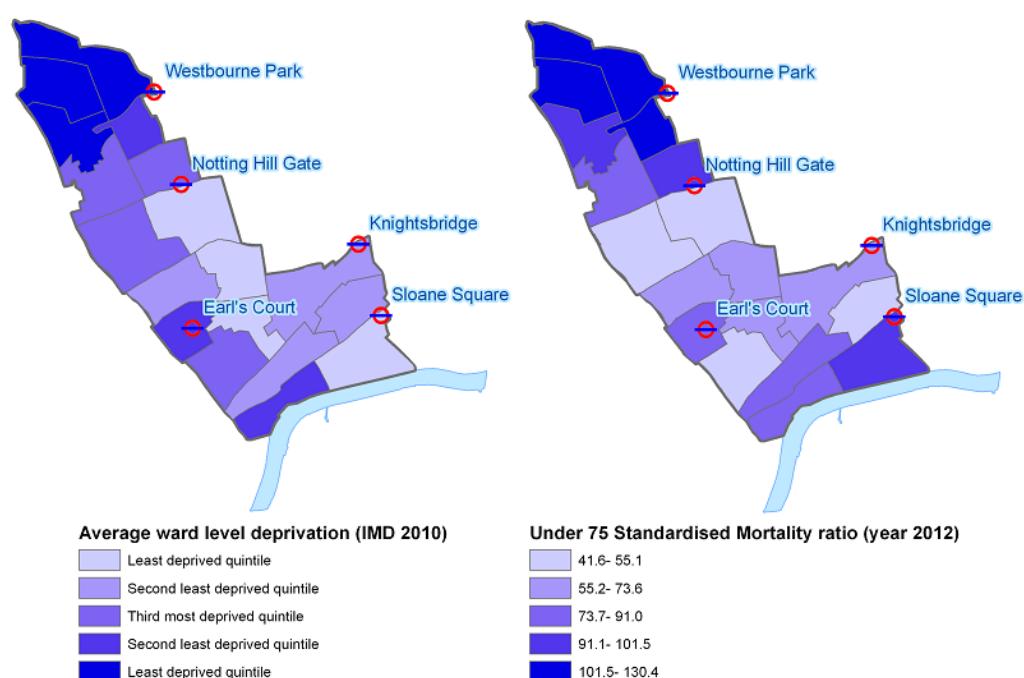 Westbourne Park
Notting Hill Gate
Knightsbridge
Earl's Court
Sloane Square
Westbourne Park
Notting Hill Gate
Knightsbridge
Earl's Court
Sloane Square
Average ward level deprivation (IMD 2010)
Least deprived quintile
Second least deprived quintile
Third most deprived quintile
Second least deprived quintile
Least deprived quintile
Under 75 Standardised Mortality ratio (year 2012)
41.6- 55.1
55.2- 73.6
73.7- 91.0
91.1- 101.5
101.5- 130.4